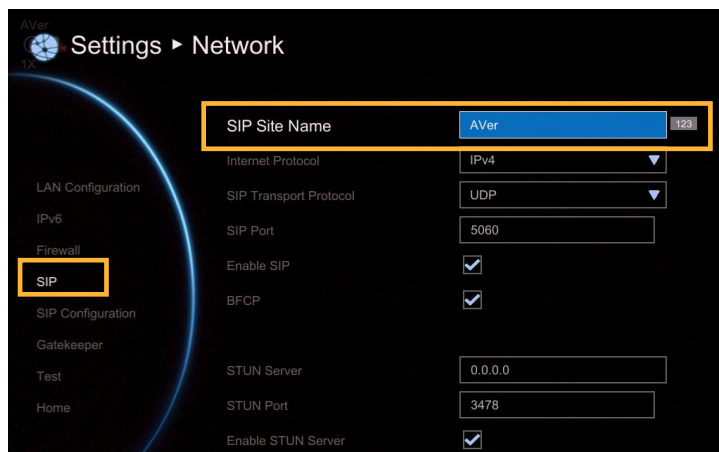 AVer
Settings ► Network
1X
SIP Site Name AVer 123
Internet Protocol IPv4
LAN Configuration
SIP Transport Protocol UDP
IPv6
SIP Port 5060
Firewall
Enable SIP
SIP
BFCP
SIP Configuration
Gatekeeper
STUN Server 0.0.0.0
Test
STUN Port 3478
Home
Enable STUN Server